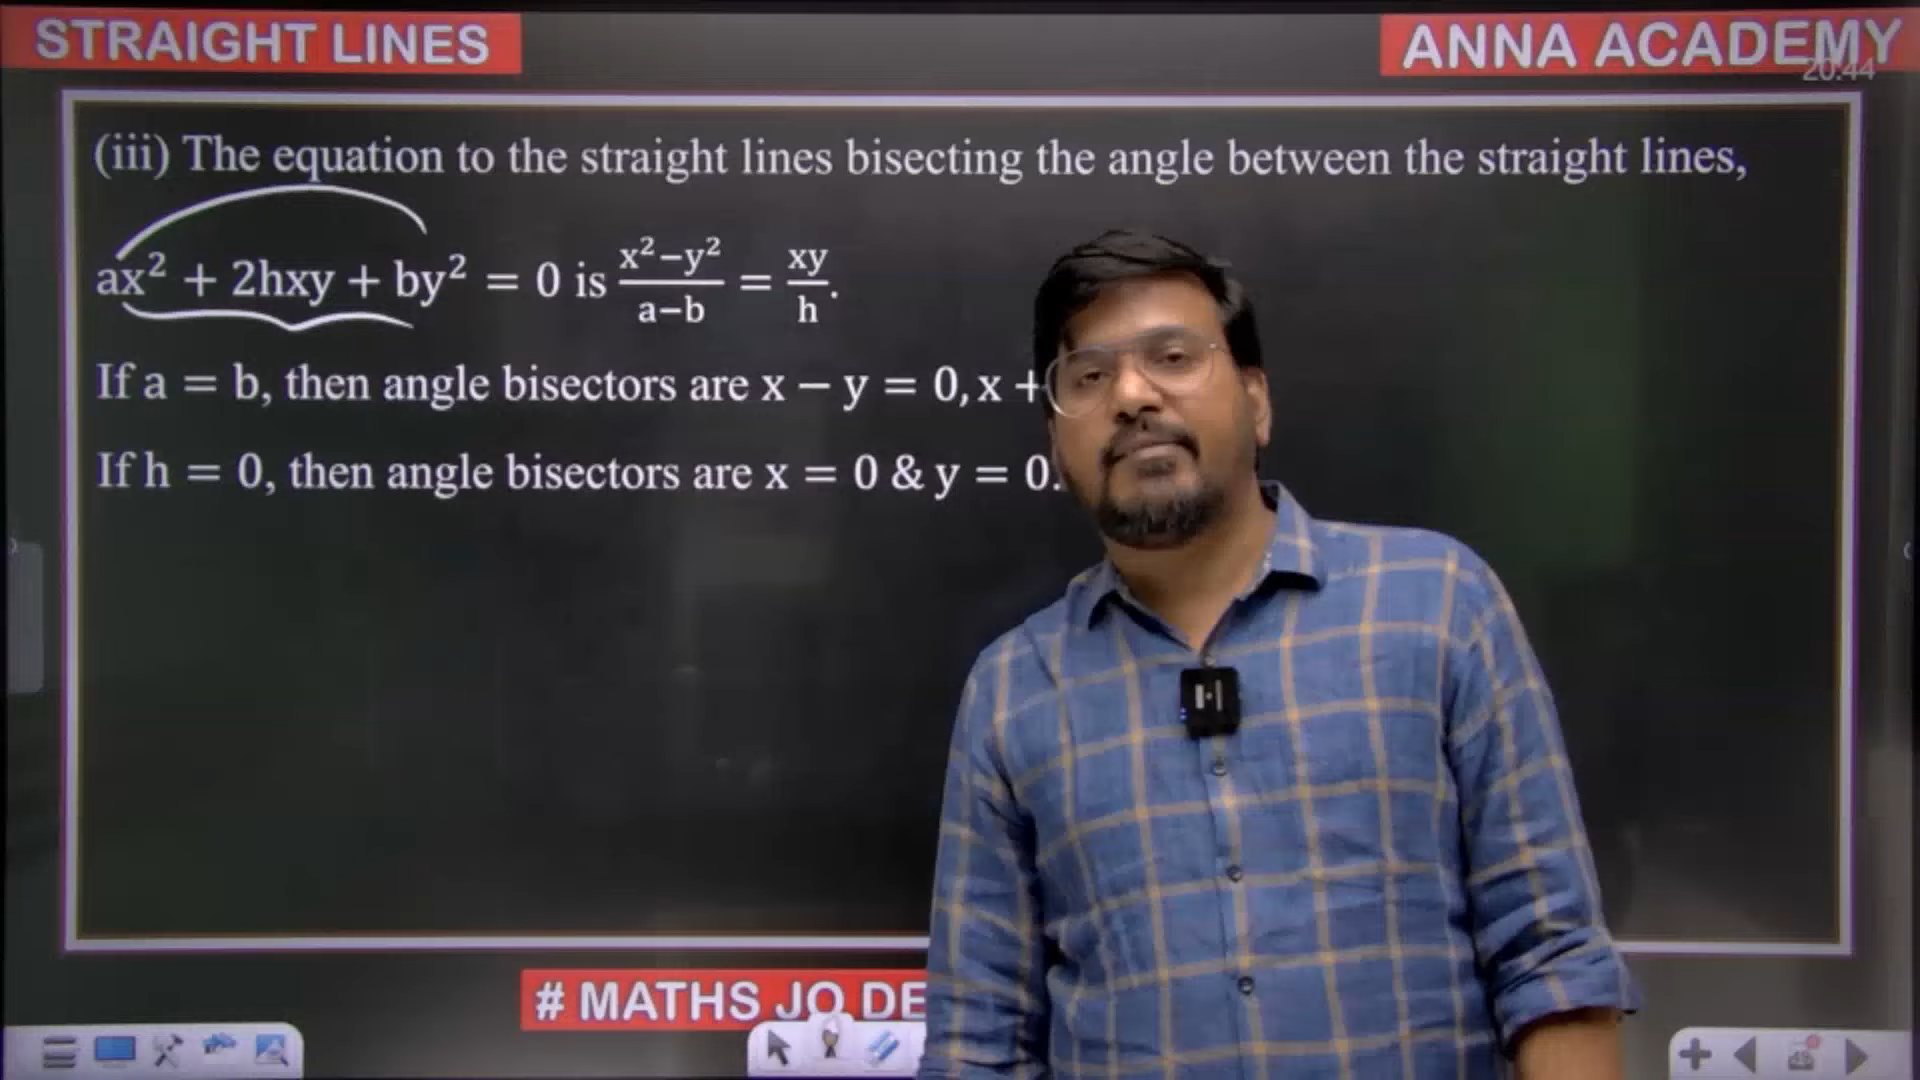 STRAIGHT LINES
ANNA ACADEMY
20:44
(iii) The equation to the straight lines bisecting the angle between the straight lines,
ax² + 2hxy + by² = 0 is x²−y²/a−b = xy/h.
If a = b, then angle bisectors are x − y = 0, x +
If h = 0, then angle bisectors are x = 0 & y = 0.
# MATHS JO DE